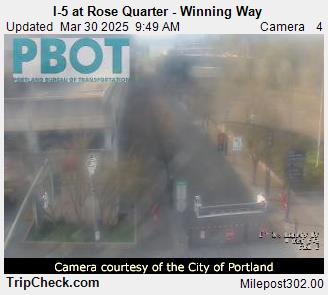 I-5 at Rose Quarter - Winning Way
Updated Mar 30 2025 9:49 AM Camera 4
PBOT
PORTLAND BUREAU OF TRANSPORTATION
Camera courtesy of the City of Portland
TripCheck.com Milepost302.00